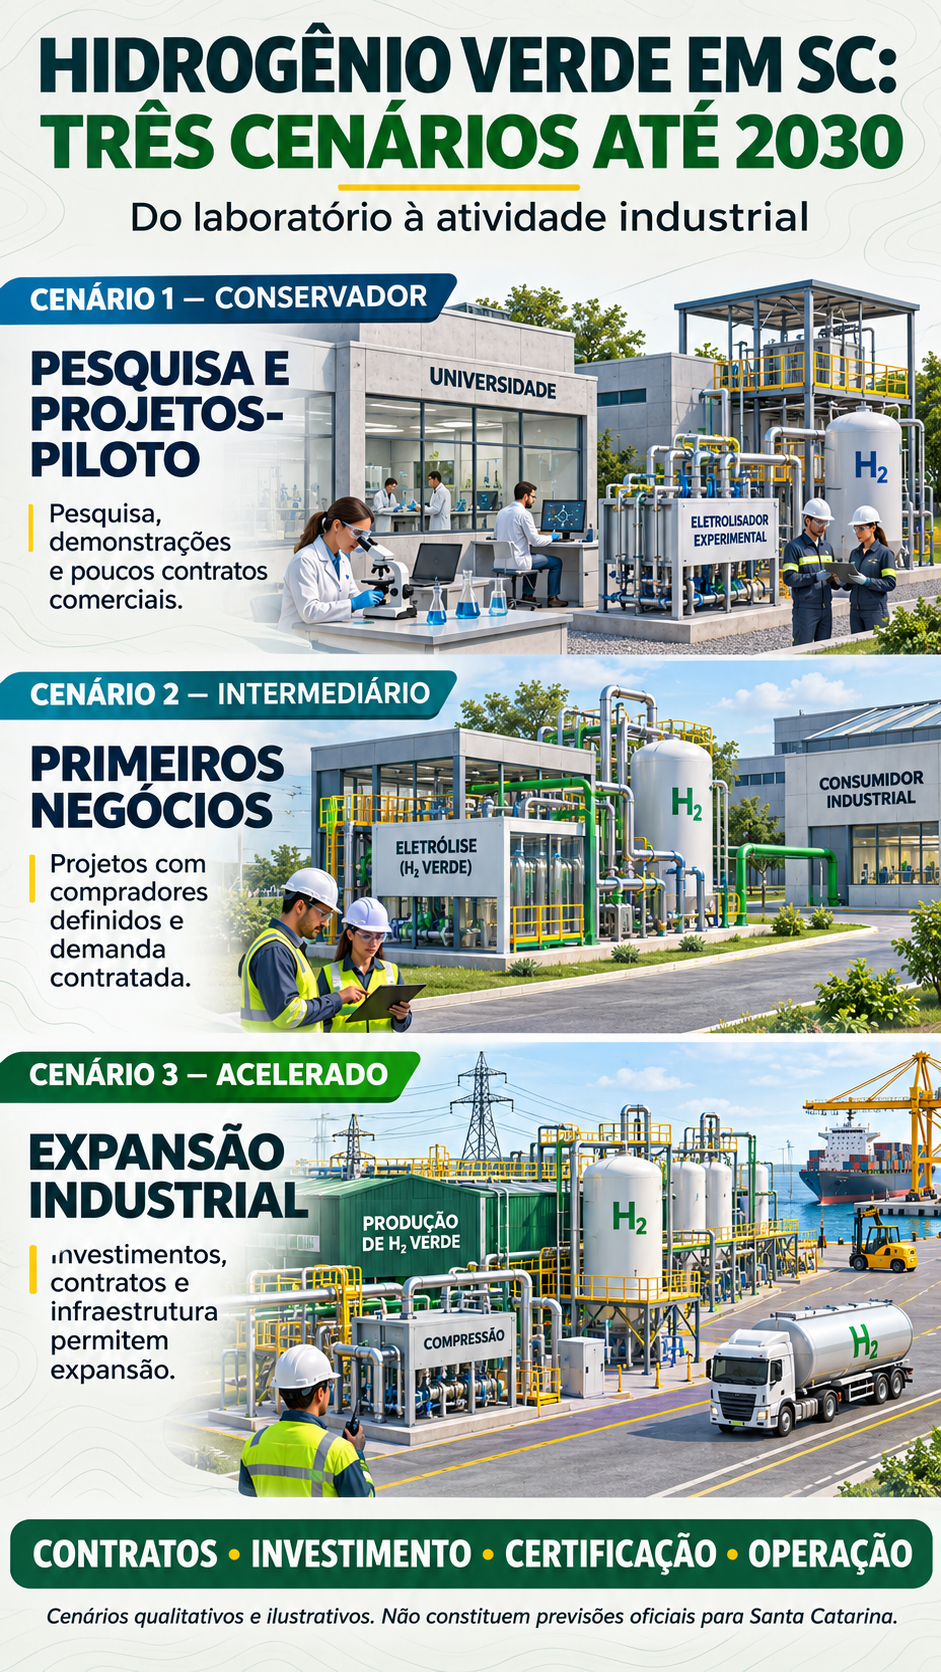 HIDROGÊNIO VERDE EM SC:
TRÊS CENÁRIOS ATÉ 2030
Do laboratório à atividade industrial
CENÁRIO 1 – CONSERVADOR
PESQUISA E
PROJETOS-
PILOTO
Pesquisa,
demonstrações
e poucos contratos
comerciais.
UNIVERSIDADE
ELETROLISADOR
EXPERIMENTAL
H₂
CENÁRIO 2 – INTERMEDIÁRIO
PRIMEIROS
NEGÓCIOS
Projetos com
compradores
definidos e
demanda
contratada.
ELETRÓLISE
(H₂ VERDE)
H₂
CONSUMIDOR
INDUSTRIAL
CENÁRIO 3 – ACELERADO
EXPANSÃO
INDUSTRIAL
Investimentos,
contratos e
infraestrutura
permitem
expansão.
PRODUÇÃO
DE H₂ VERDE
H₂
COMPRESSÃO
H₂
CONTRATOS • INVESTIMENTO • CERTIFICAÇÃO • OPERAÇÃO
Cenários qualitativos e ilustrativos. Não constituem previsões oficiais para Santa Catarina.